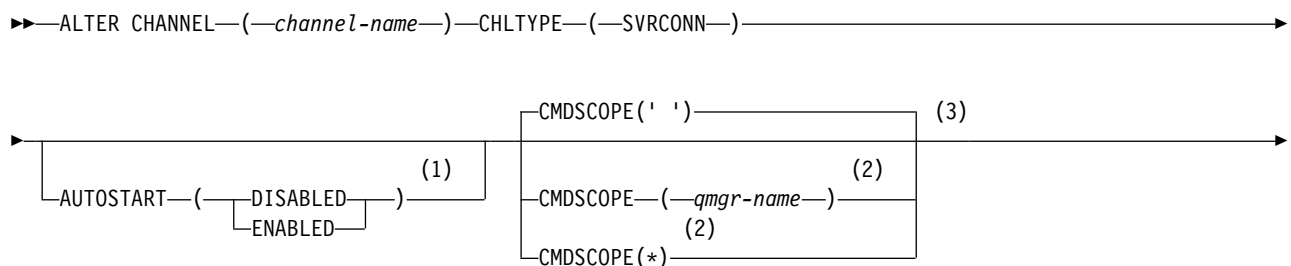 ALTER CHANNEL ( channel-name ) CHLTYPE ( SVRCONN )
CMDSCOPE(' ') (3)
(1) (2)
AUTOSTART ( DISABLED ) CMDSCOPE ( qmgr-name )
ENABLED (2)
CMDSCOPE(*)